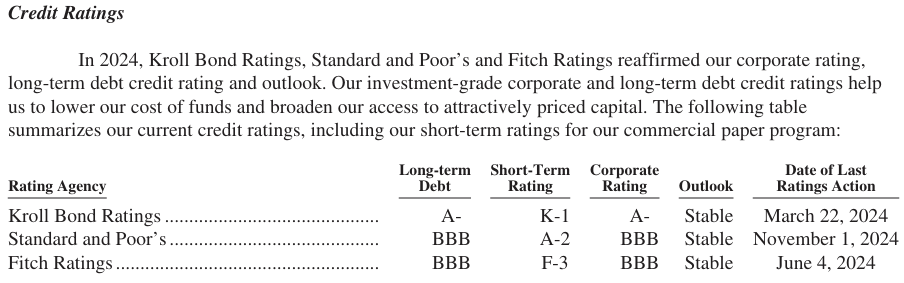 Credit Ratings
In 2024, Kroll Bond Ratings, Standard and Poor’s and Fitch Ratings reaffirmed our corporate rating,
long-term debt credit rating and outlook. Our investment-grade corporate and long-term debt credit ratings help
us to lower our cost of funds and broaden our access to attractively priced capital. The following table
summarizes our current credit ratings, including our short-term ratings for our commercial paper program:
Long-term Short-Term Corporate Date of Last
Rating Agency Debt Rating Rating Outlook Ratings Action
Kroll Bond Ratings ............................................ A- K-1 A- Stable March 22, 2024
Standard and Poor’s ........................................... BBB A-2 BBB Stable November 1, 2024
Fitch Ratings ...................................................... BBB F-3 BBB Stable June 4, 2024